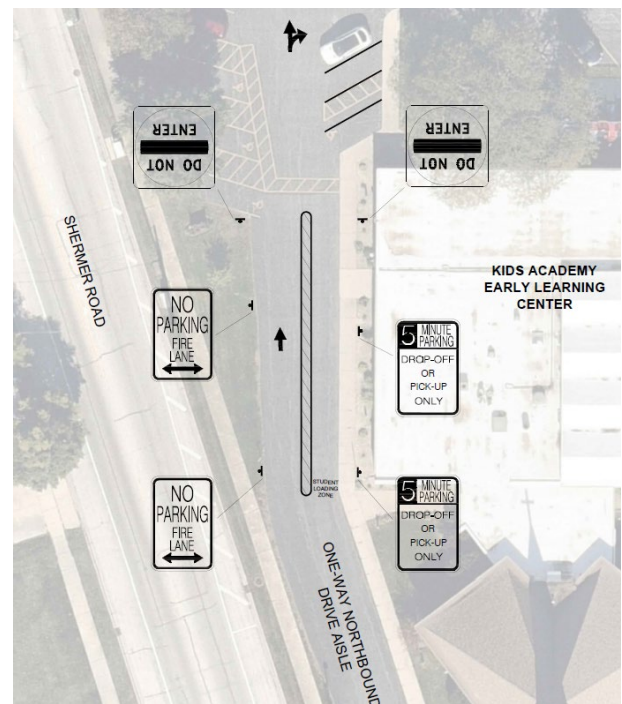 DO NOT
ENTER
DO NOT
ENTER
SHERMER ROAD
KIDS ACADEMY
EARLY LEARNING
CENTER
NO
PARKING
FIRE
LANE
5 MINUTE
PARKING
DROP-OFF
OR
PICK-UP
ONLY
NO
PARKING
FIRE
LANE
STUDENT
LOADING
ZONE
5 MINUTE
PARKING
DROP-OFF
OR
PICK-UP
ONLY
ONE-WAY NORTHBOUND
DRIVE AISLE